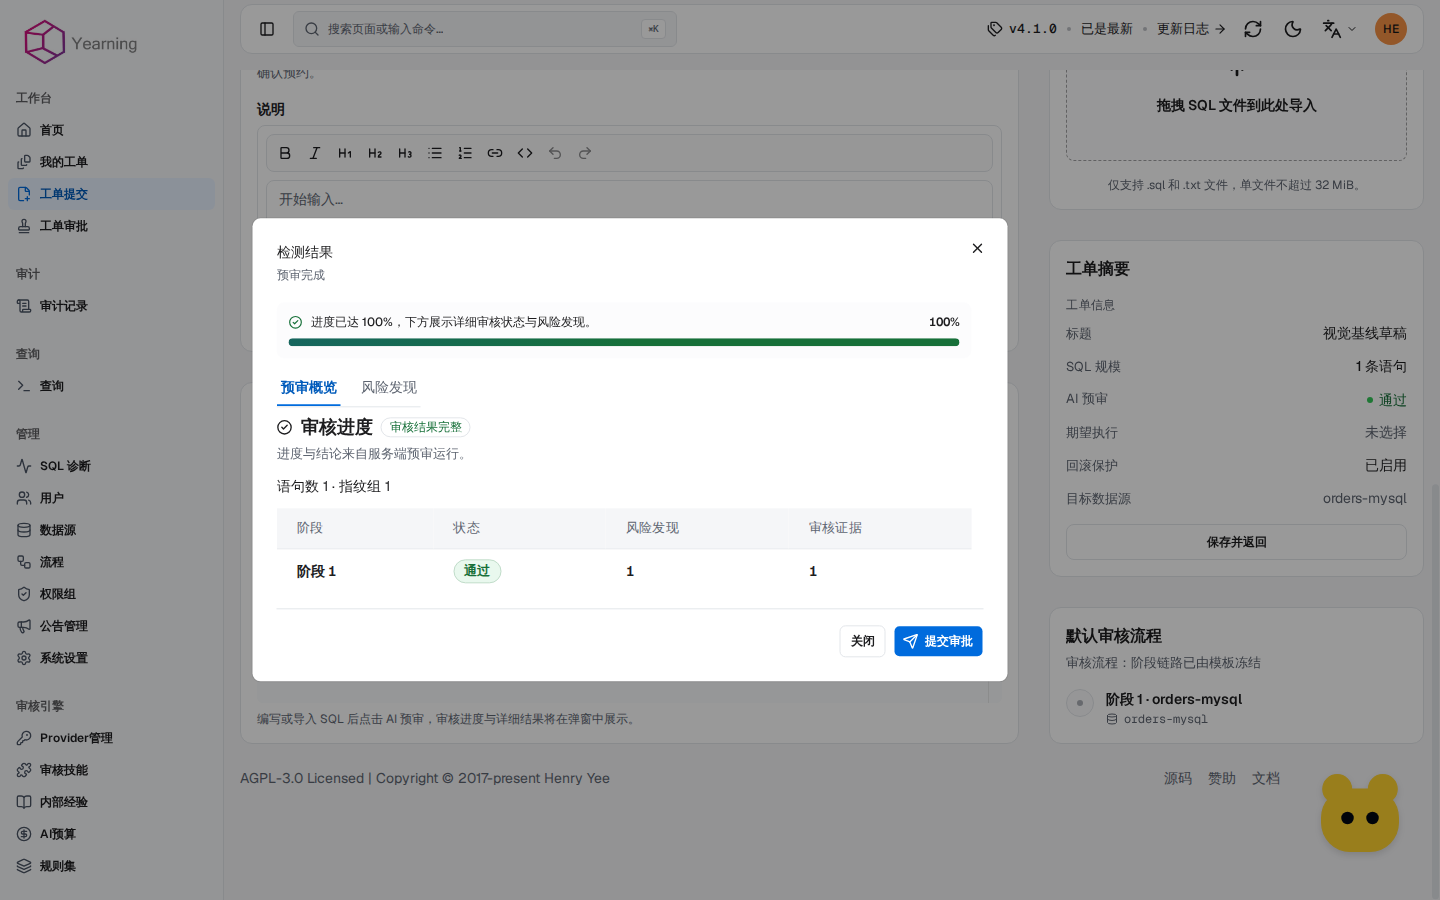 Yearning
工作台
首页
我的工单
工单提交
工单审批
审计
审计记录
查询
查询
管理
SQL 诊断
用户
数据源
流程
权限组
公告管理
系统设置
审核引擎
Provider管理
审核技能
内部经验
AI预算
规则集
搜索页面或输入命令...
⌘K
v4.1.0 • 已是最新 • 更新日志 →
HE
确认预约。
说明
B I H1 H2 H3
开始输入...
检测结果
预审完成
进度已达 100%，下方展示详细审核状态与风险发现。 100%
预审概览 风险发现
审核进度 审核结果完整
进度与结论来自服务端预审运行。
语句数 1 · 指纹组 1
阶段 状态 风险发现 审核证据
阶段 1 通过 1 1
关闭 提交审批
编写或导入 SQL 后点击 AI 预审，审核进度与详细结果将在弹窗中展示。
拖拽 SQL 文件到此处导入
仅支持 .sql 和 .txt 文件，单文件不超过 32 MiB。
工单摘要
工单信息
标题 视觉基线草稿
SQL 规模 1 条语句
AI 预审 • 通过
期望执行 未选择
回滚保护 已启用
目标数据源 orders-mysql
保存并返回
默认审核流程
审核流程：阶段链路已由模板冻结
阶段 1 · orders-mysql
orders-mysql
AGPL-3.0 Licensed | Copyright © 2017-present Henry Yee
源码 赞助 文档